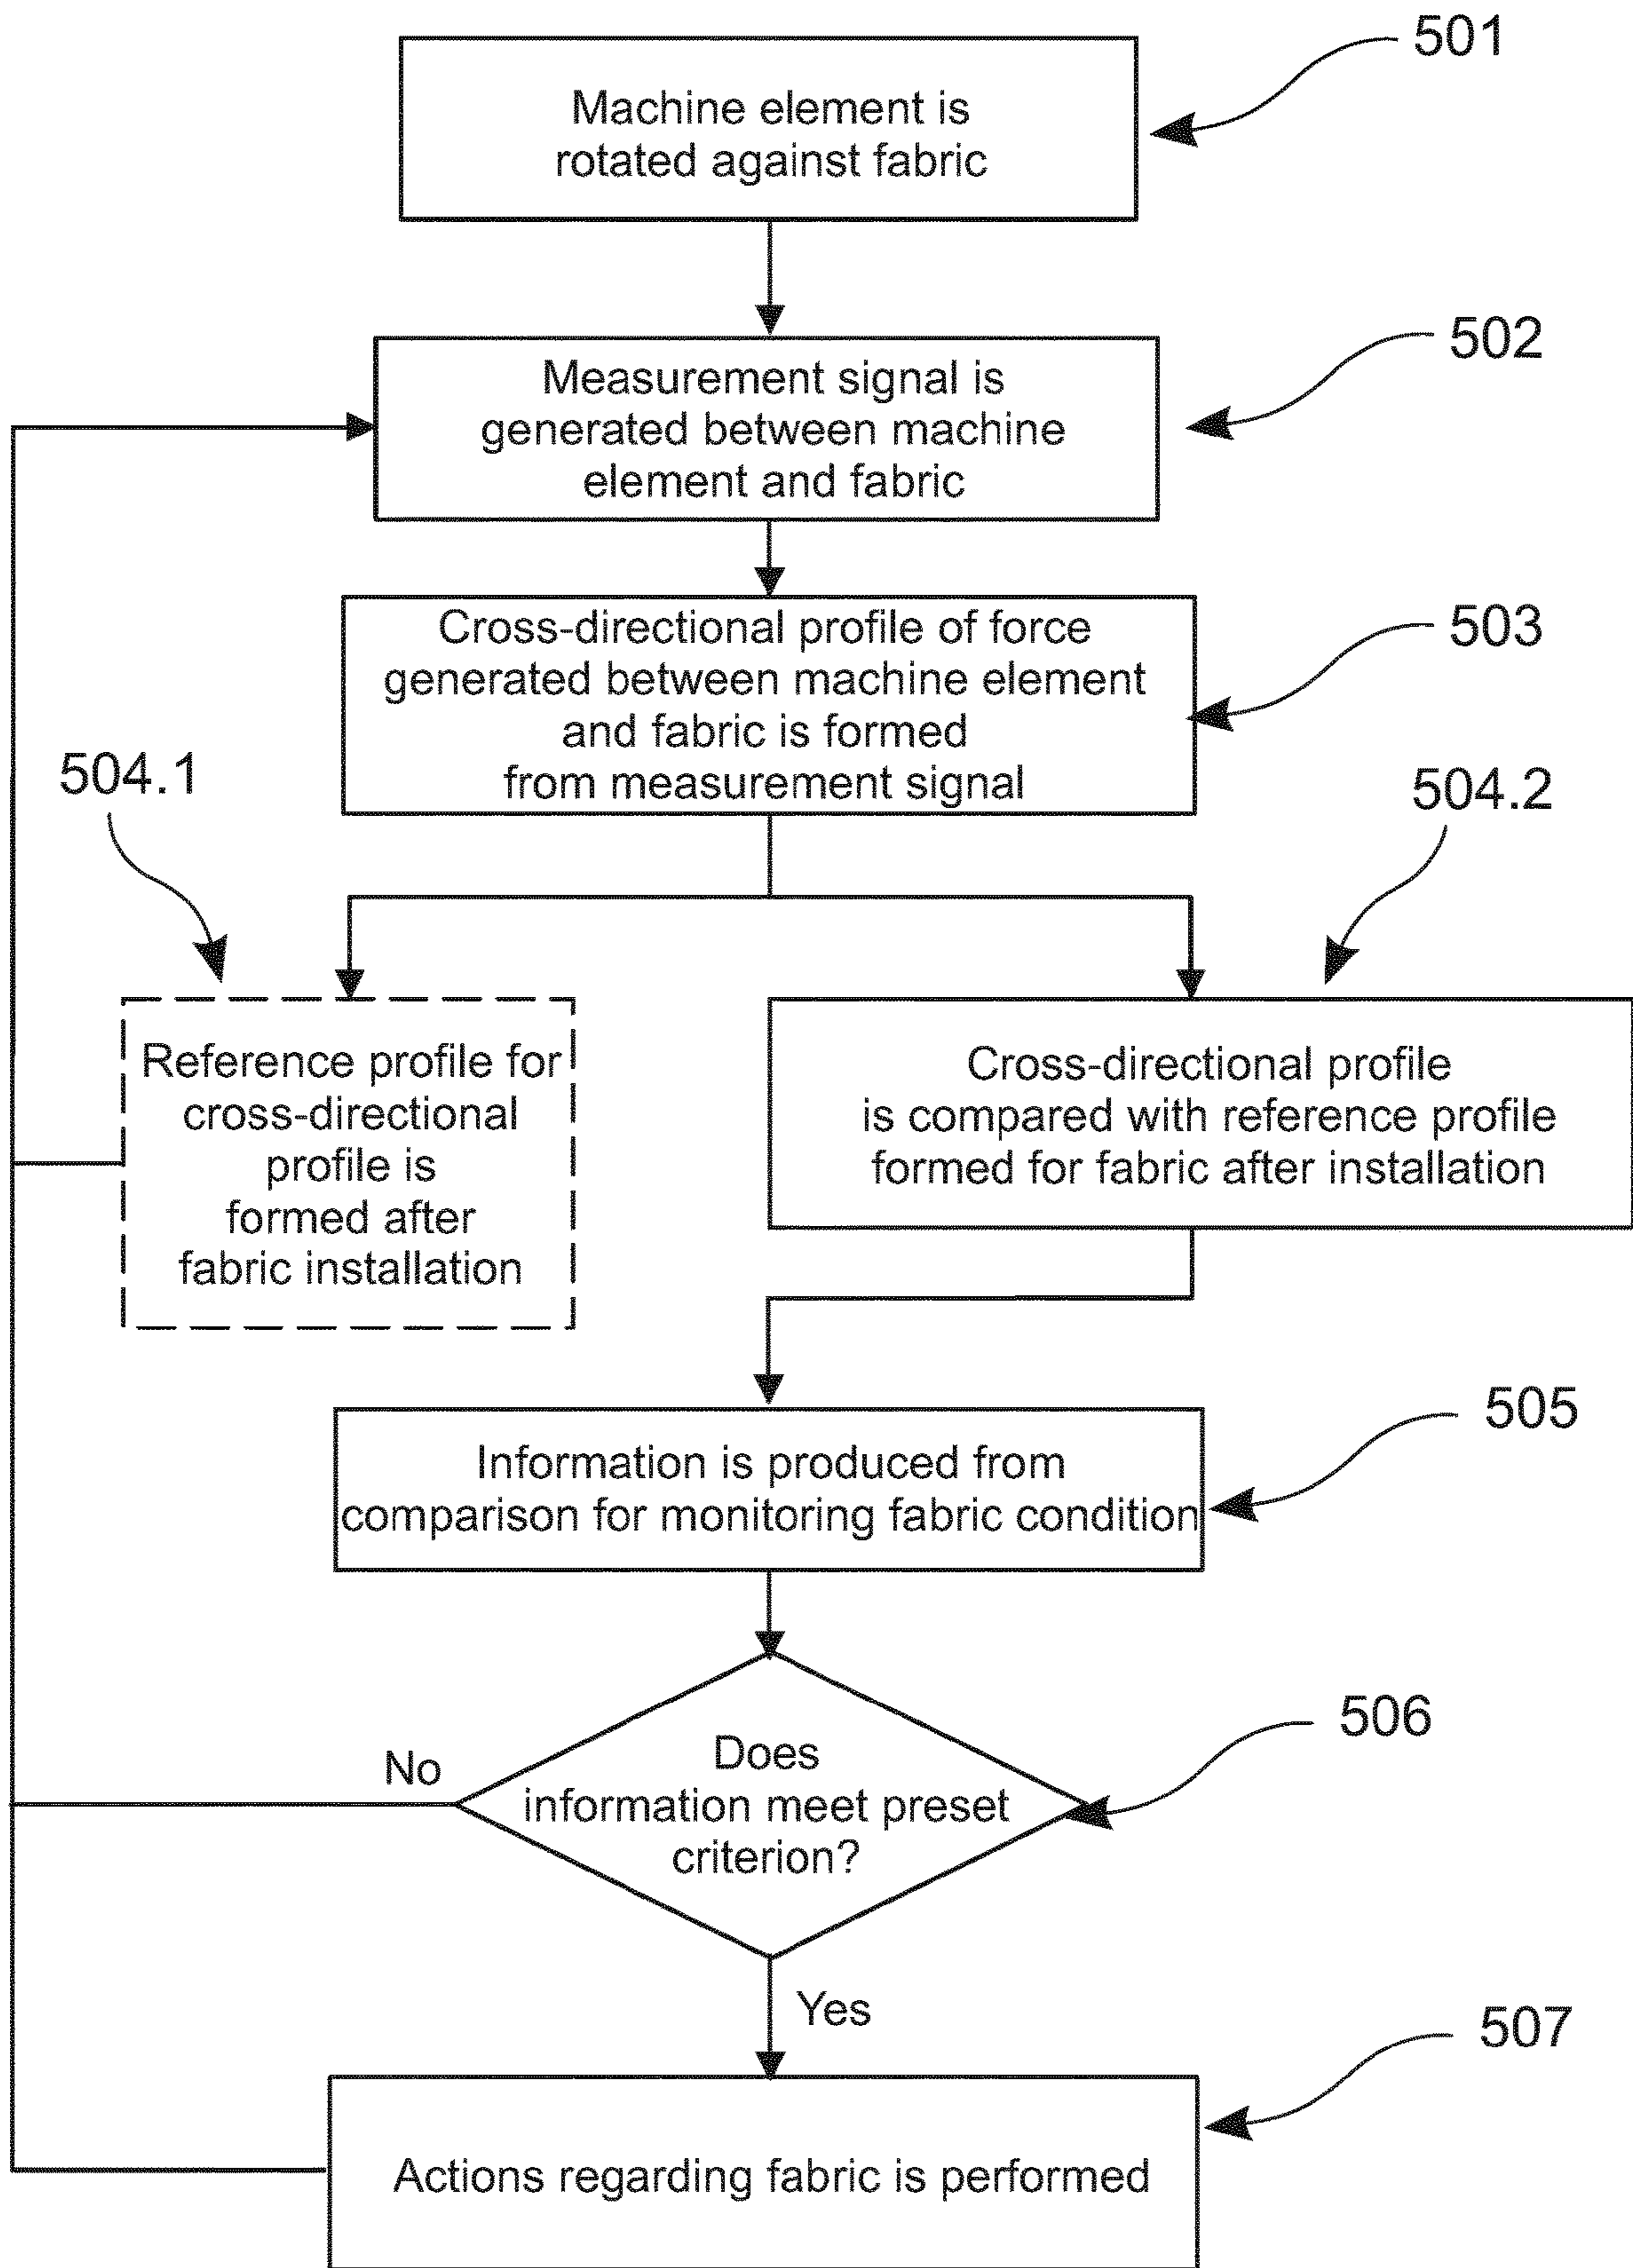 501
Machine element is
rotated against fabric
502
Measurement signal is
generated between machine
element and fabric
503
Cross-directional profile of force
generated between machine element
and fabric is formed
from measurement signal
504.1
504.2
Reference profile for
cross-directional
profile is
formed after
fabric installation
Cross-directional profile
is compared with reference profile
formed for fabric after installation
505
Information is produced from
comparison for monitoring fabric condition
506
No
Does
information meet preset
criterion?
Yes
507
Actions regarding fabric is performed